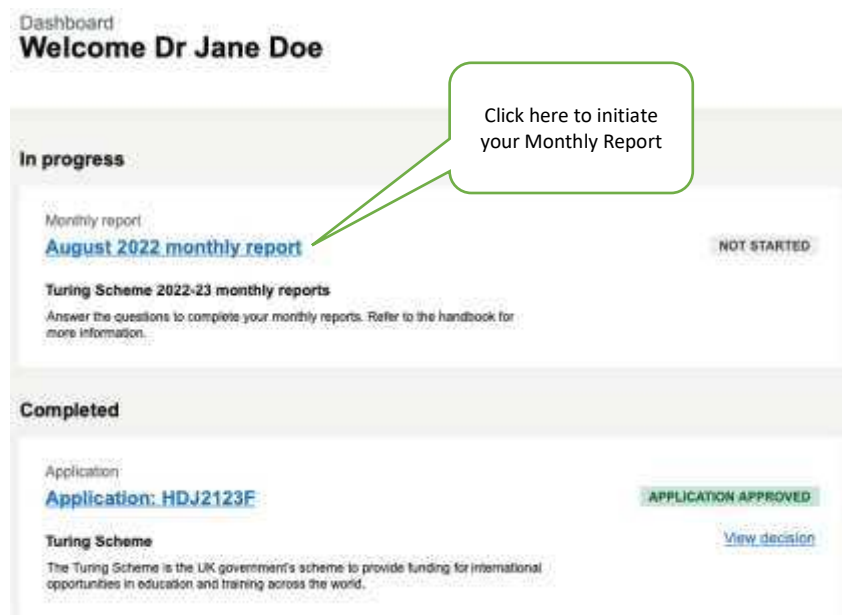 Dashboard
Welcome Dr Jane Doe
Click here to initiate
your Monthly Report
In progress
Monthly report
August 2022 monthly report
NOT STARTED
Turing Scheme 2022-23 monthly reports
Answer the questions to complete your monthly reports. Refer to the handbook for
more information.
Completed
Application
Application: HDJ2123F
APPLICATION APPROVED
Turing Scheme
View decision
The Turing Scheme is the UK government's scheme to provide funding for international
opportunities in education and training across the world.